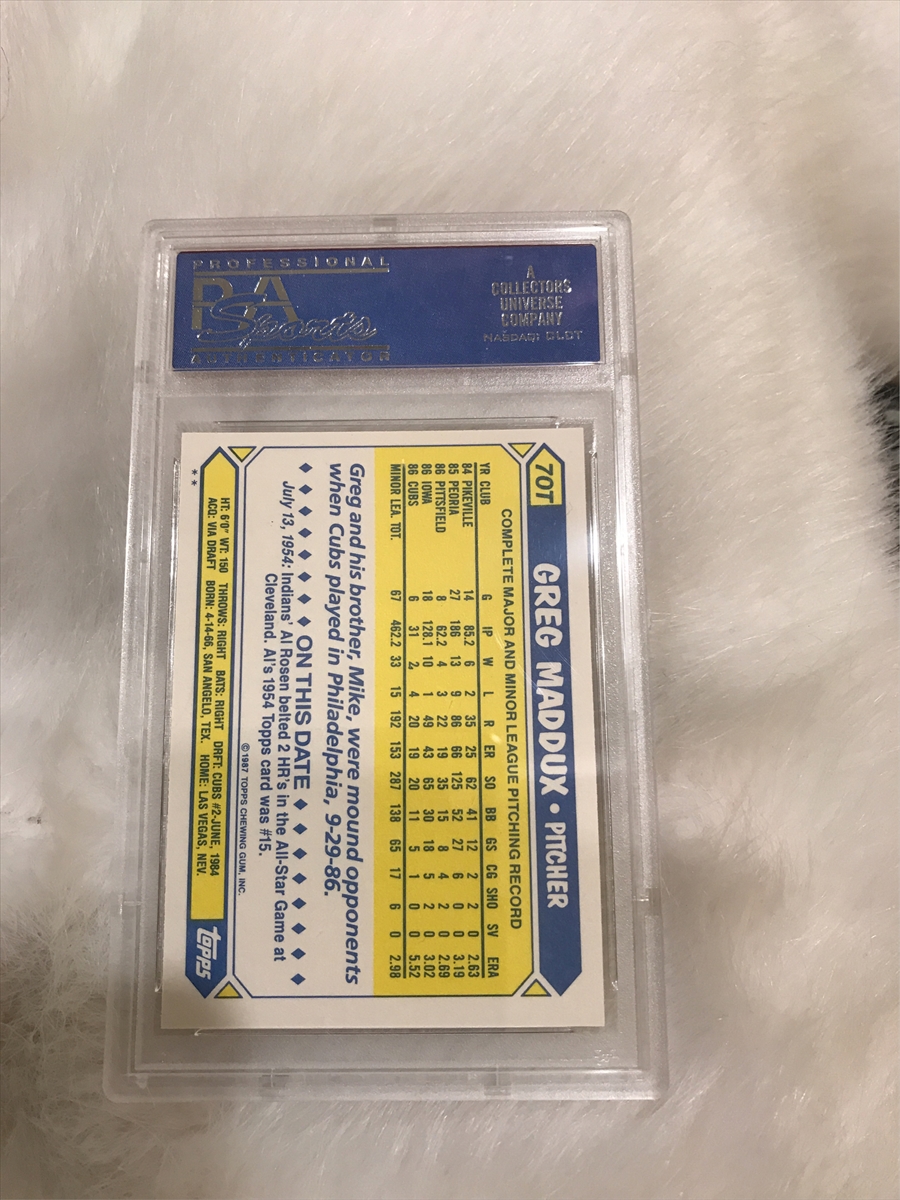 PROFESSIONAL
PSA
Sports
AUTHENTICATOR
A
COLLECTORS
UNIVERSE
COMPANY
NASDAQ: CLCT
70T GREG MADDUX • PITCHER
COMPLETE MAJOR AND MINOR LEAGUE PITCHING RECORD
YR CLUB G IP W L R ER SO BB GS CG SHO SV ERA
84 PIKEVILLE 14 85.2 6 2 35 25 62 41 12 2 2 0 2.63
85 PEORIA 27 186 13 9 86 66 125 52 27 6 0 0 3.19
86 PITTSFIELD 8 62.2 4 3 22 19 35 15 8 4 2 0 2.69
86 IOWA 18 128.1 10 1 49 43 65 30 18 5 2 0 3.02
86 CUBS 6 31 2 4 20 19 20 11 5 1 0 0 5.52
MINOR LEA. TOT. 67 462.2 33 15 192 153 287 138 65 17 6 0 2.98
Greg and his brother, Mike, were mound opponents
when Cubs played in Philadelphia, 9-29-86.
ON THIS DATE
July 13, 1954: Indians' Al Rosen belted 2 HR's in the All-Star Game at
Cleveland. Al's 1954 Topps card was #15.
©1987 TOPPS CHEWING GUM, INC.
HT: 6'0" WT: 150 THROWS: RIGHT BATS: RIGHT DRFT: CUBS #2-JUNE, 1984
ACQ: VIA DRAFT BORN: 4-14-66, SAN ANGELO, TEX. HOME: LAS VEGAS, NEV.
topps
**